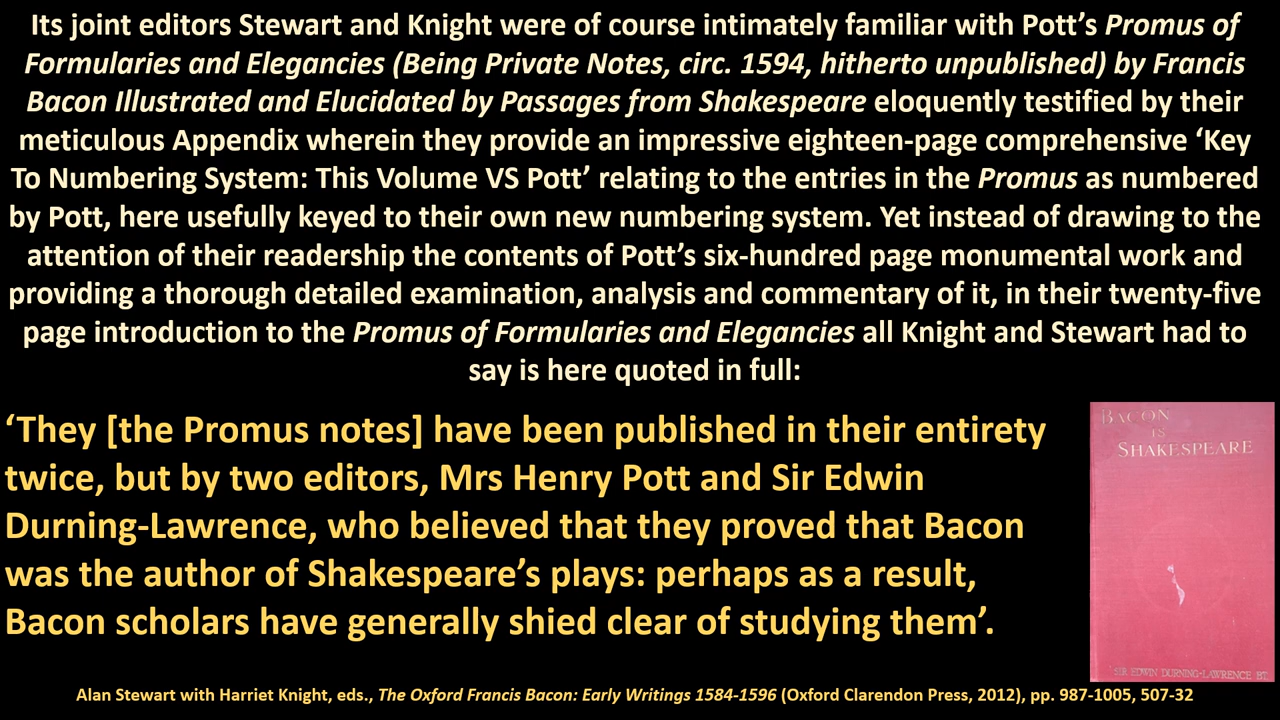 Its joint editors Stewart and Knight were of course intimately familiar with Pott’s Promus of
Formularies and Elegancies (Being Private Notes, circ. 1594, hitherto unpublished) by Francis
Bacon Illustrated and Elucidated by Passages from Shakespeare eloquently testified by their
meticulous Appendix wherein they provide an impressive eighteen-page comprehensive ‘Key
To Numbering System: This Volume VS Pott’ relating to the entries in the Promus as numbered
by Pott, here usefully keyed to their own new numbering system. Yet instead of drawing to the
attention of their readership the contents of Pott’s six-hundred page monumental work and
providing a thorough detailed examination, analysis and commentary of it, in their twenty-five
page introduction to the Promus of Formularies and Elegancies all Knight and Stewart had to
say is here quoted in full:
‘They [the Promus notes] have been published in their entirety
twice, but by two editors, Mrs Henry Pott and Sir Edwin
Durning-Lawrence, who believed that they proved that Bacon
was the author of Shakespeare’s plays: perhaps as a result,
Bacon scholars have generally shied clear of studying them’.
BACON
IS
SHAKESPEARE
SIR EDWIN DURNING-LAWRENCE BT.
Alan Stewart with Harriet Knight, eds., The Oxford Francis Bacon: Early Writings 1584-1596 (Oxford Clarendon Press, 2012), pp. 987-1005, 507-32